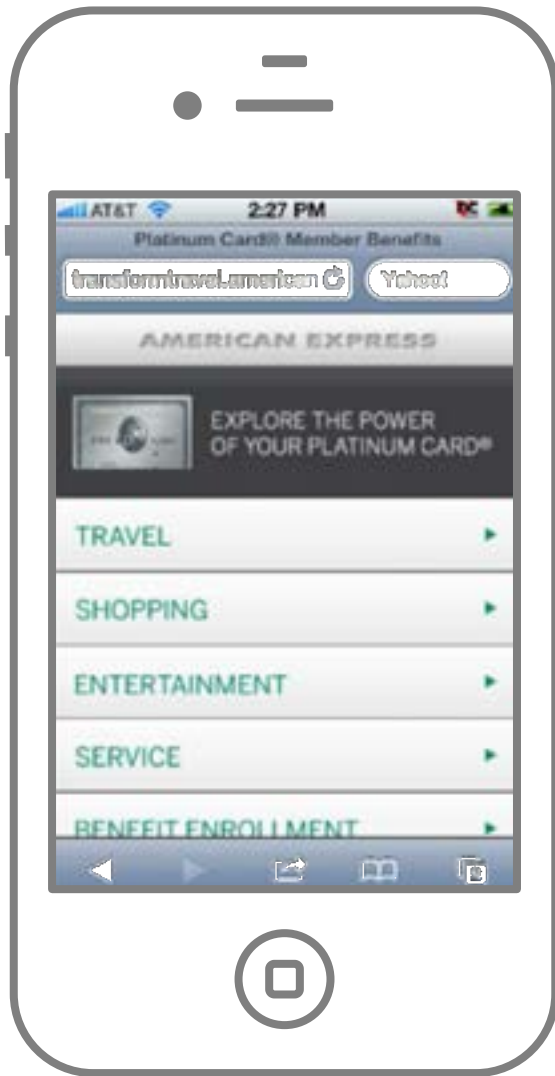 AT&T 2:27 PM
Platinum Card® Member Benefits
transformtravel.american Yahoo!
AMERICAN EXPRESS
EXPLORE THE POWER
OF YOUR PLATINUM CARD®
TRAVEL
SHOPPING
ENTERTAINMENT
SERVICE
BENEFIT ENROLLMENT